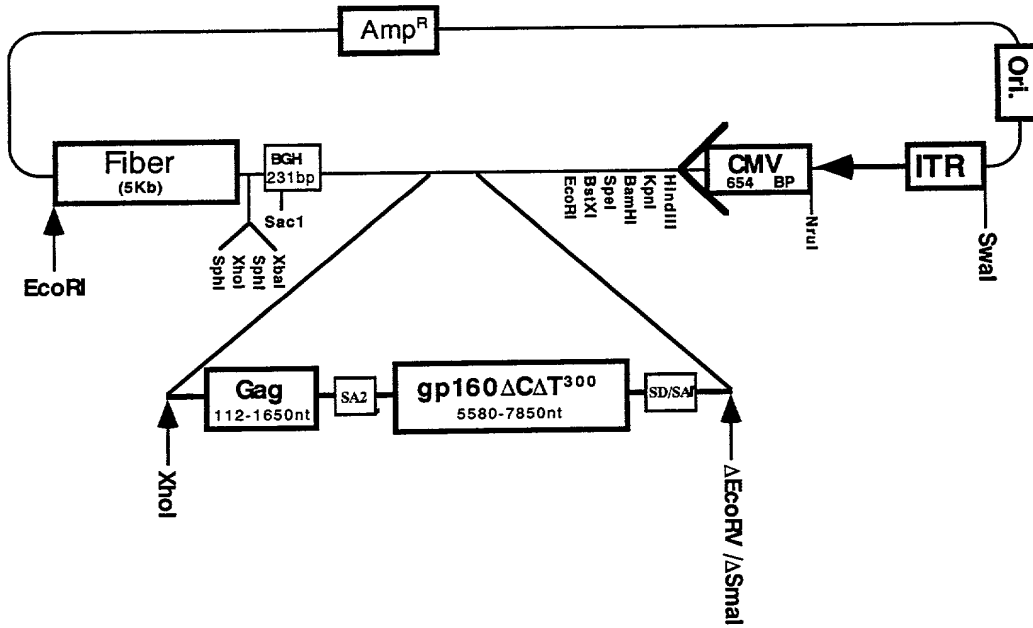 Amp^R
Ori.
Fiber
(5Kb)
BGH
231bp
CMV
654 BP
ITR
Sac1
SphI
XhoI
SphI
XbaI
EcoRI
BstXI
SpeI
BamHI
KpnI
HindIII
NruI
SwaI
EcoRI
Gag
112-1650nt
SA2
gp160ΔCΔT³⁰⁰
5580-7850nt
SD/SA/
XhoI
ΔEcoRV /ΔSmaI